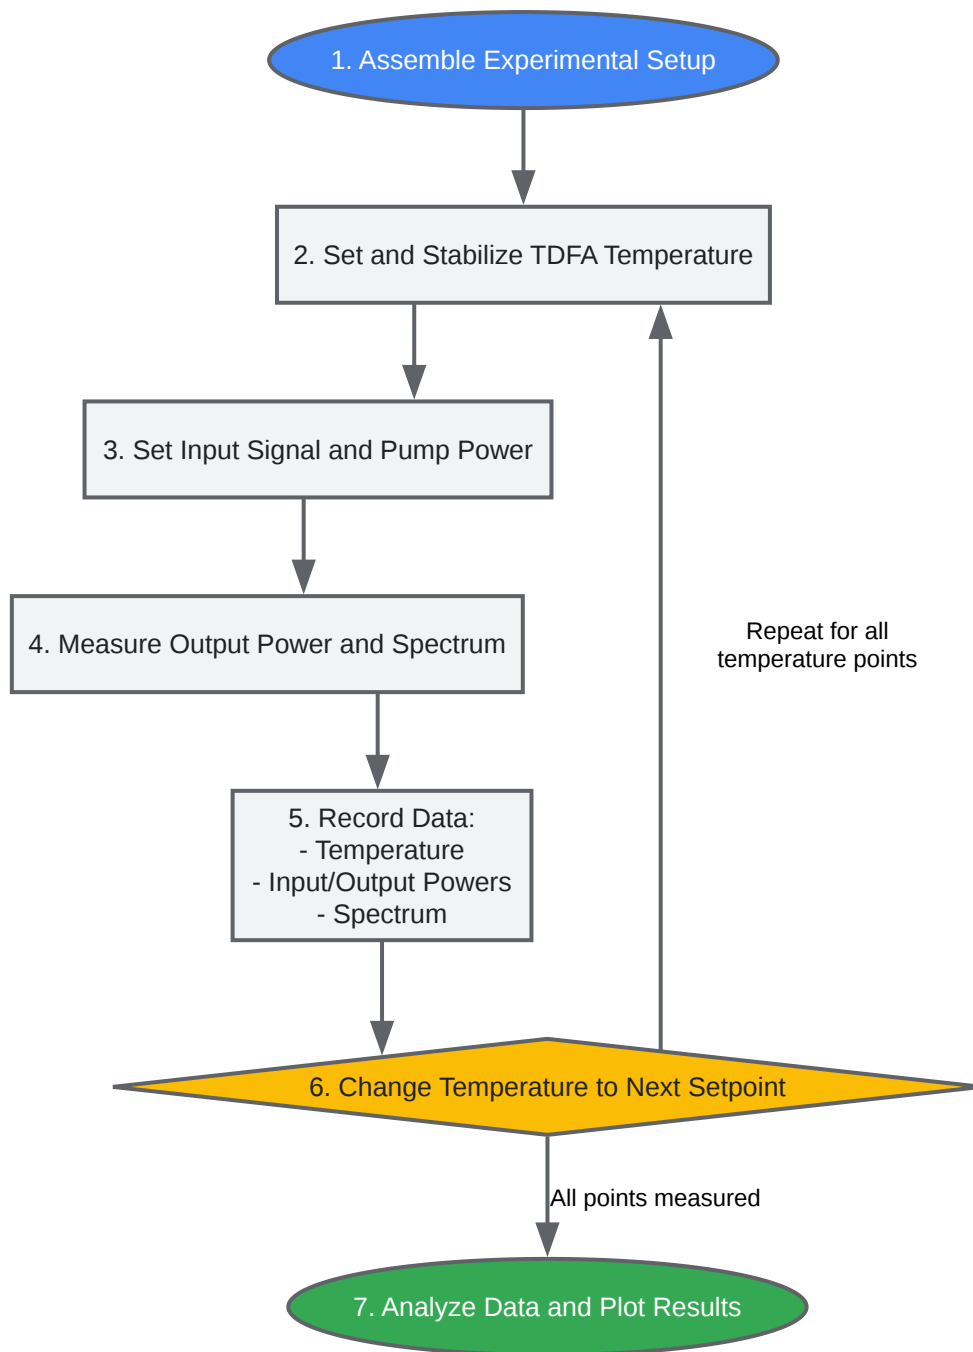 1. Assemble Experimental Setup
2. Set and Stabilize TDFA Temperature
3. Set Input Signal and Pump Power
4. Measure Output Power and Spectrum
Repeat for all
temperature points
5. Record Data:
- Temperature
- Input/Output Powers
- Spectrum
6. Change Temperature to Next Setpoint
All points measured
7. Analyze Data and Plot Results